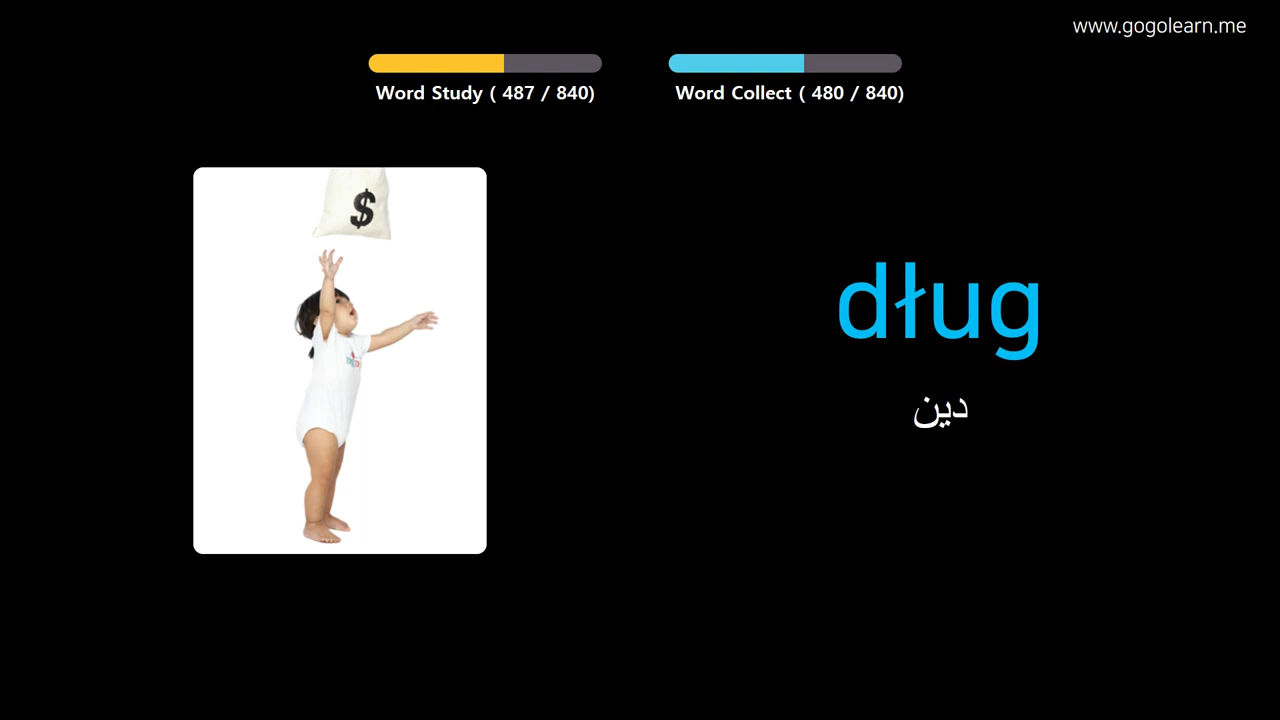 www.gogolearn.me
Word Study ( 487 / 840)
Word Collect ( 480 / 840)
$
dług
دين